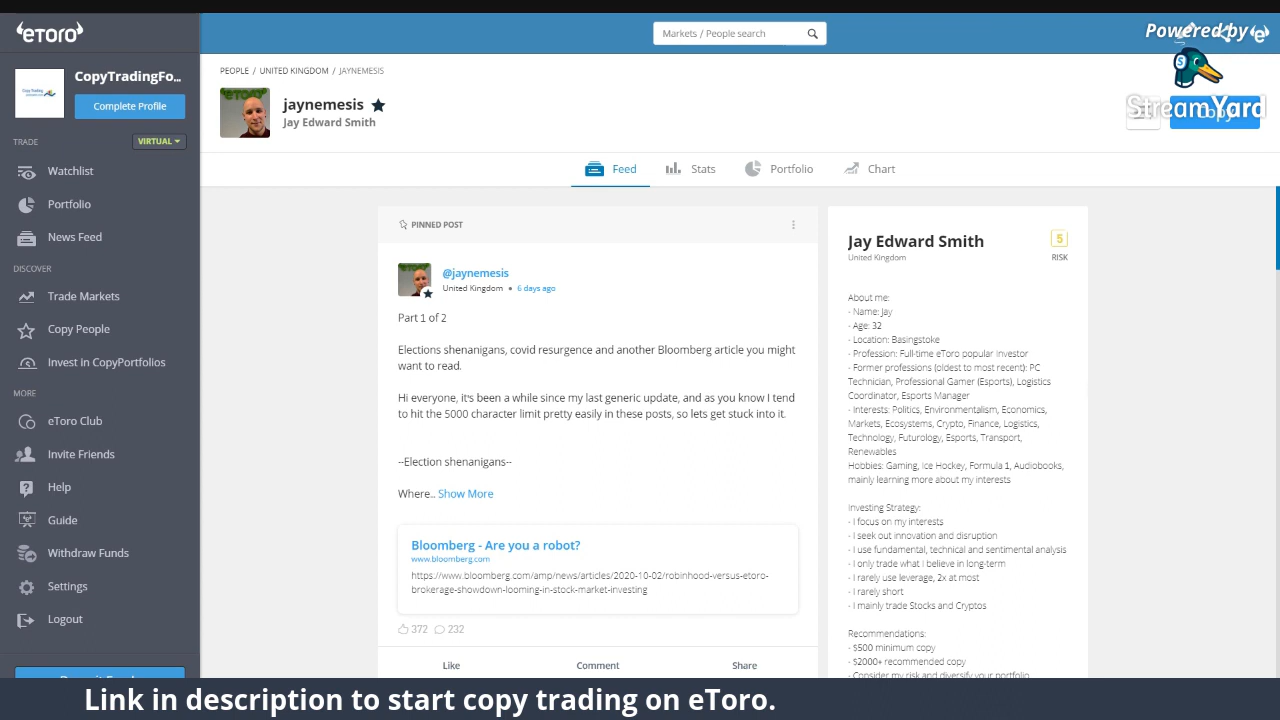 eTORO
Markets / People search
Powered by
StreamYard
CopyTradingFo...
Complete Profile
TRADE
VIRTUAL
Watchlist
Portfolio
News Feed
DISCOVER
Trade Markets
Copy People
Invest in CopyPortfolios
MORE
eToro Club
Invite Friends
Help
Guide
Withdraw Funds
Settings
Logout
PEOPLE / UNITED KINGDOM / JAYNEMESIS
jaynemesis
Jay Edward Smith
Copy
Feed
Stats
Portfolio
Chart
PINNED POST
@jaynemesis
United Kingdom • 6 days ago
Part 1 of 2
Elections shenanigans, covid resurgence and another Bloomberg article you might
want to read.
Hi everyone, it's been a while since my last generic update, and as you know I tend
to hit the 5000 character limit pretty easily in these posts, so lets get stuck into it.
--Election shenanigans--
Where.. Show More
Bloomberg - Are you a robot?
www.bloomberg.com
https://www.bloomberg.com/amp/news/articles/2020-10-02/robinhood-versus-etoro-
brokerage-showdown-looming-in-stock-market-investing
372 232
Like Comment Share
Jay Edward Smith
United Kingdom
5
RISK
About me:
- Name: Jay
- Age: 32
- Location: Basingstoke
- Profession: Full-time eToro popular investor
- Former professions (oldest to most recent): PC
Technician, Professional Gamer (Esports), Logistics
Coordinator, Esports Manager
- Interests: Politics, Environmentalism, Economics,
Markets, Ecosystems, Crypto, Finance, Logistics,
Technology, Futurology, Esports, Transport,
Renewables
Hobbies: Gaming, Ice Hockey, Formula 1, Audiobooks,
mainly learning more about my interests
Investing Strategy:
- I focus on my interests
- I seek out innovation and disruption
- I use fundamental, technical and sentimental analysis
- I only trade what I believe in long-term
- I rarely use leverage, 2x at most
- I rarely short
- I mainly trade Stocks and Cryptos
Recommendations:
- $500 minimum copy
- $2000+ recommended copy
- Consider my risk and diversify your portfolio
Link in description to start copy trading on eToro.